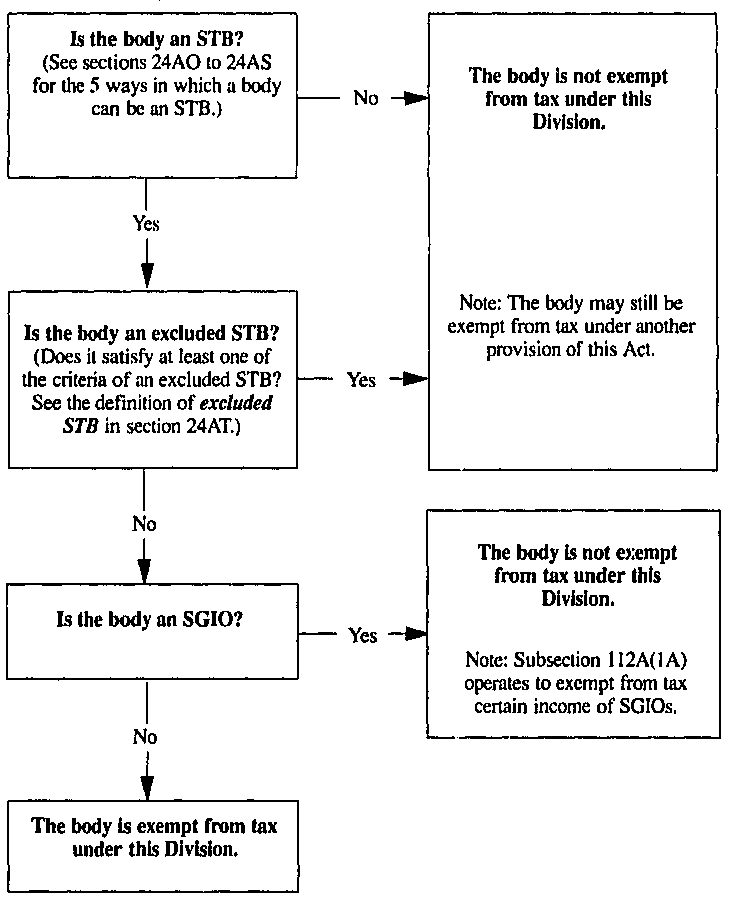 Is the body an STB?
(See sections 24AO to 24AS
for the 5 ways in which a body
can be an STB.)
No
The body is not exempt
from tax under this
Division.
Note: The body may still be
exempt from tax under another
provision of this Act.
Yes
Is the body an excluded STB?
(Does it satisfy at least one of
the criteria of an excluded STB?
See the definition of excluded
STB in section 24AT.)
Yes
No
Is the body an SGIO?
Yes
The body is not exempt
from tax under this
Division.
Note: Subsection 112A(1A)
operates to exempt from tax
certain income of SGIOs.
No
The body is exempt from tax
under this Division.